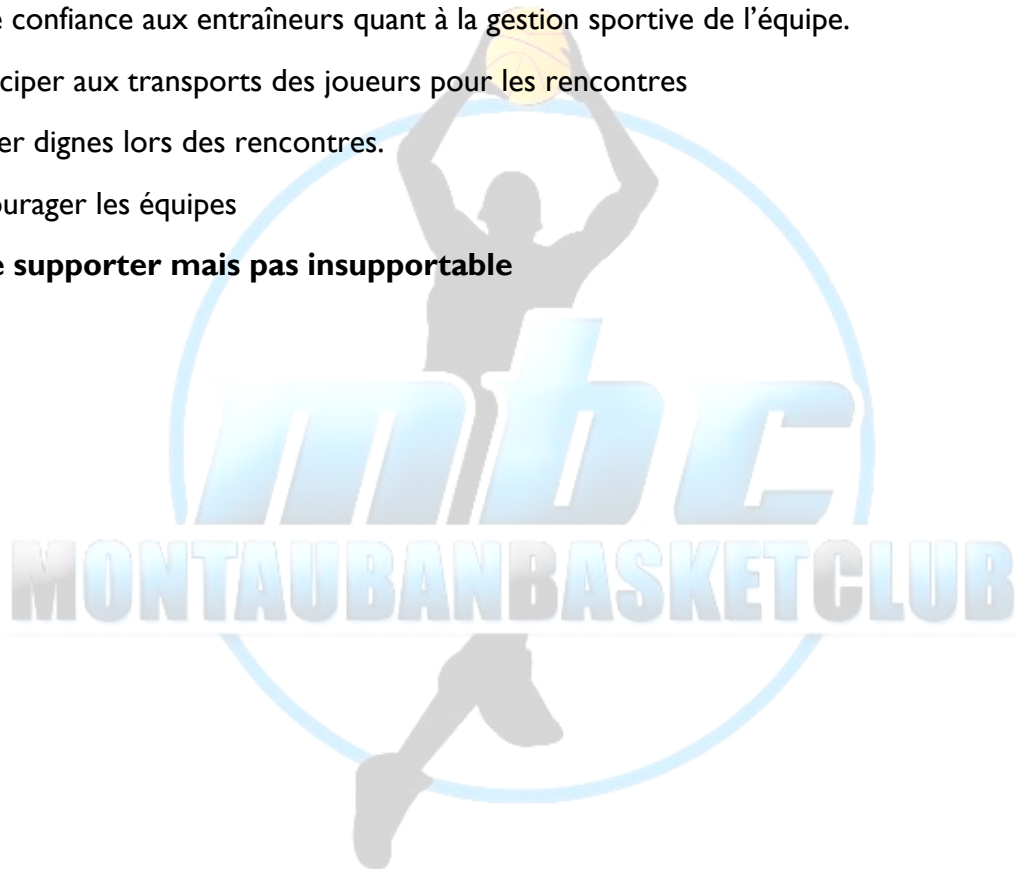 e confiance aux entraîneurs quant à la gestion sportive de l’équipe.
ciper aux transports des joueurs pour les rencontres
er dignes lors des rencontres.
ourager les équipes
e supporter mais pas insupportable
mbc
MONTAUBANBASKETCLUB